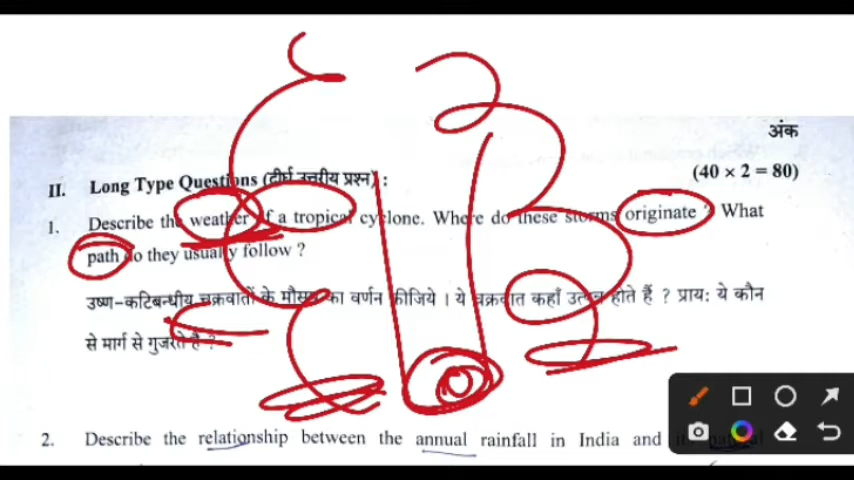 अंक
II. Long Type Questions (दीर्घ उत्तरीय प्रश्न) : (40 × 2 = 80)
1. Describe the weather of a tropical cyclone. Where do these storms originate ? What
path do they usually follow ?
उष्ण-कटिबन्धीय चक्रवातों के मौसम का वर्णन कीजिये । ये चक्रवात कहाँ उत्पन्न होते हैं ? प्रायः ये कौन
से मार्ग से गुजरते हैं ?
2. Describe the relationship between the annual rainfall in India and